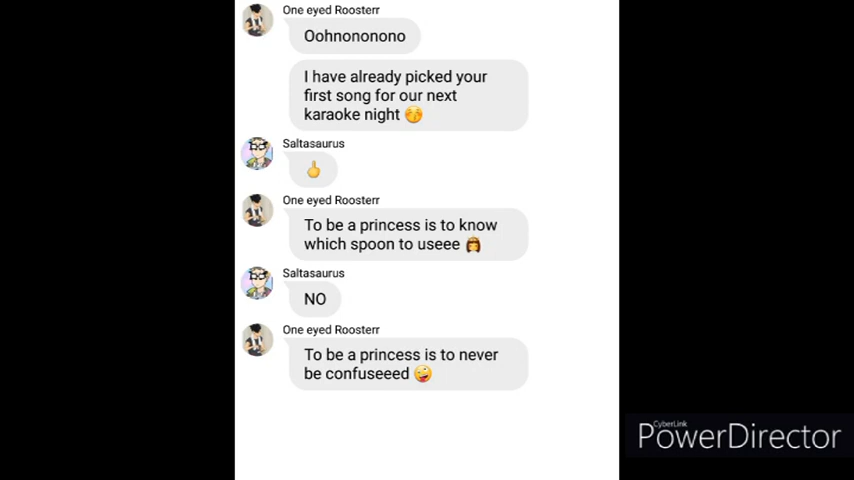 One eyed Roosterr
Oohnononono
I have already picked your
first song for our next
karaoke night 😚
Saltasaurus
🖕
One eyed Roosterr
To be a princess is to know
which spoon to useee 👸
Saltasaurus
NO
One eyed Roosterr
To be a princess is to never
be confuseeed 🤪
CyberLink
PowerDirector